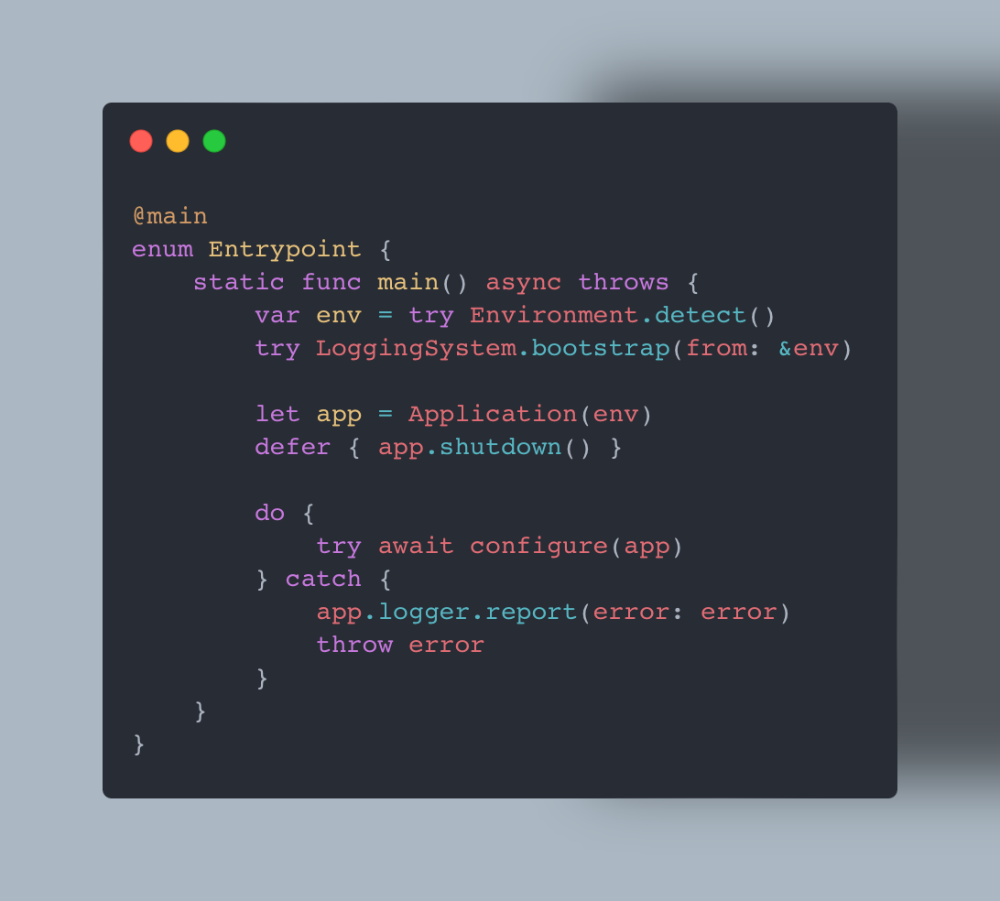 @main
enum Entrypoint {
    static func main() async throws {
        var env = try Environment.detect()
        try LoggingSystem.bootstrap(from: &env)

        let app = Application(env)
        defer { app.shutdown() }

        do {
            try await configure(app)
        } catch {
            app.logger.report(error: error)
            throw error
        }
    }
}